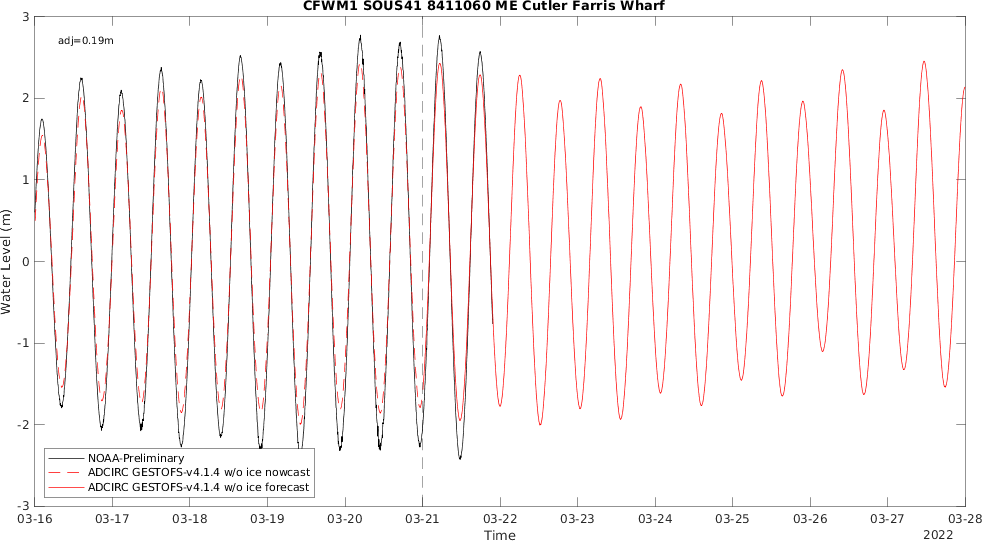 CFWM1 SOUS41 8411060 ME Cutler Farris Wharf
adj=0.19m
3
2
1
0
-1
-2
-3
Water Level (m)
NOAA-Preliminary
ADCIRC GESTOFS-v4.1.4 w/o ice nowcast
ADCIRC GESTOFS-v4.1.4 w/o ice forecast
03-16 03-17 03-18 03-19 03-20 03-21 03-22 03-23 03-24 03-25 03-26 03-27 03-28
Time
2022